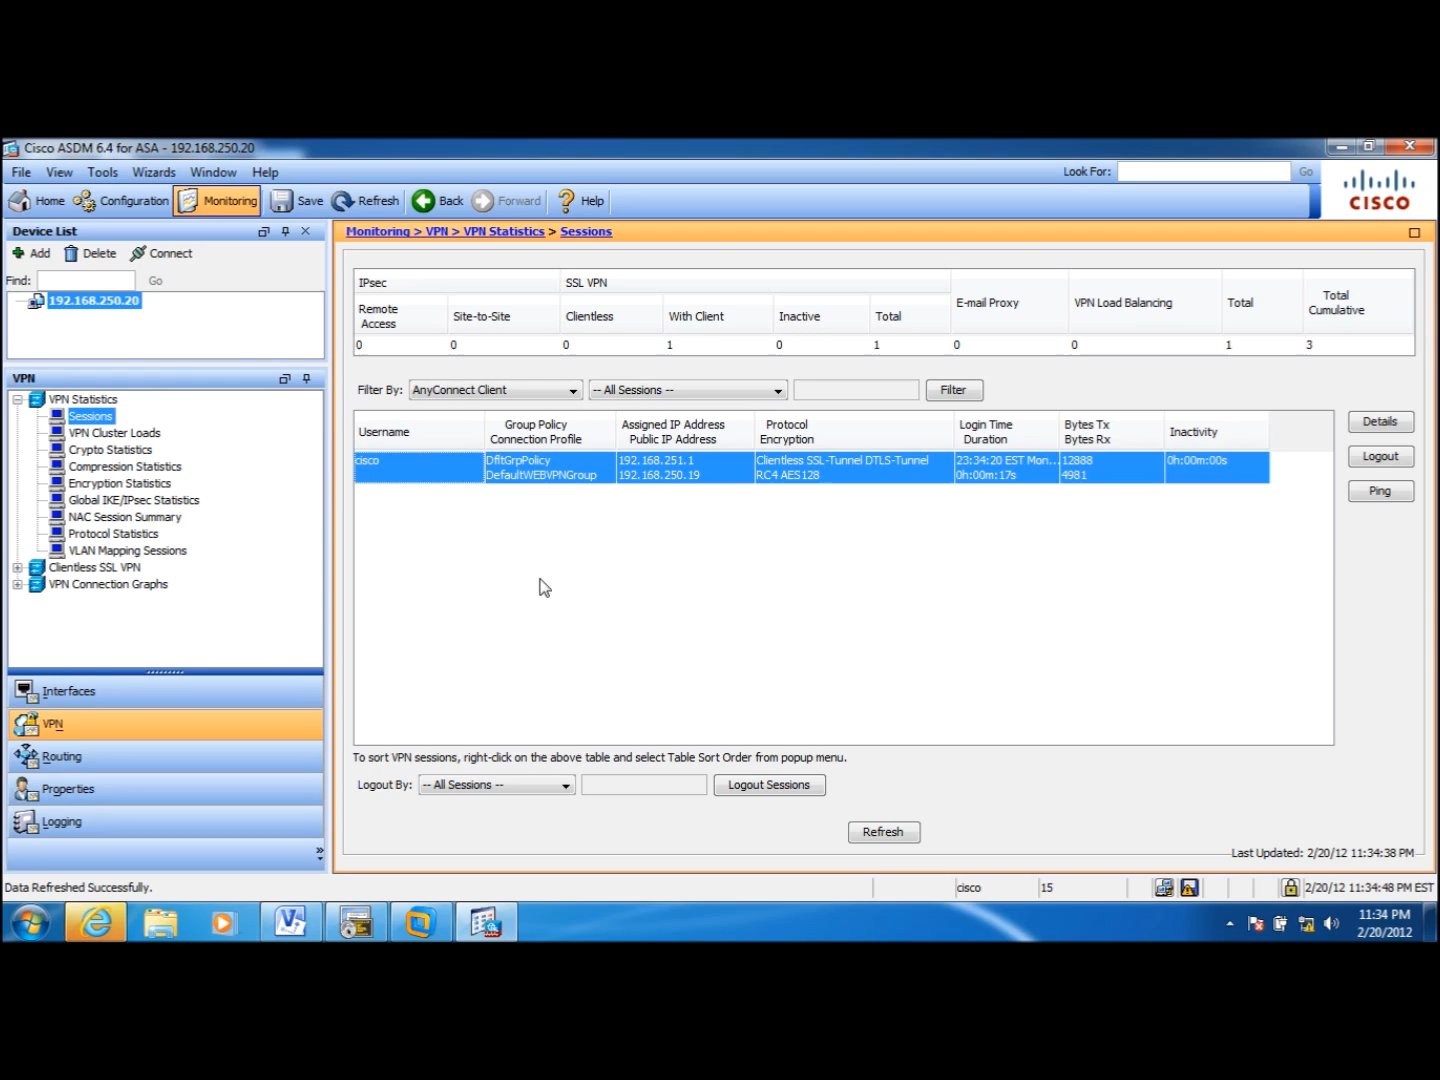 Cisco ASDM 6.4 for ASA - 192.168.250.20
File View Tools Wizards Window Help
Look For:
Go
CISCO
Home Configuration Monitoring Save Refresh Back Forward Help
Device List
Add Delete Connect
Find: Go
192.168.250.20
VPN
VPN Statistics
Sessions
VPN Cluster Loads
Crypto Statistics
Compression Statistics
Encryption Statistics
Global IKE/IPsec Statistics
NAC Session Summary
Protocol Statistics
VLAN Mapping Sessions
Clientless SSL VPN
VPN Connection Graphs
Interfaces
VPN
Routing
Properties
Logging
»
Monitoring > VPN > VPN Statistics > Sessions
IPsec SSL VPN E-mail Proxy VPN Load Balancing Total Total Cumulative
Remote Access Site-to-Site Clientless With Client Inactive Total
0 0 0 1 0 1 0 0 1 3
Filter By: AnyConnect Client -- All Sessions -- Filter
Username Group Policy Assigned IP Address Protocol Login Time Bytes Tx Inactivity
Connection Profile Public IP Address Encryption Duration Bytes Rx
cisco DfltGrpPolicy 192.168.251.1 Clientless SSL-Tunnel DTLS-Tunnel 23:34:20 EST Mon... 12888 0h:00m:00s
DefaultWEBVPNGroup 192.168.250.19 RC4 AES128 0h:00m:17s 4981
Details
Logout
Ping
To sort VPN sessions, right-click on the above table and select Table Sort Order from popup menu.
Logout By: -- All Sessions -- Logout Sessions
Refresh
Last Updated: 2/20/12 11:34:38 PM
Data Refreshed Successfully. cisco 15 2/20/12 11:34:48 PM EST
11:34 PM
2/20/2012